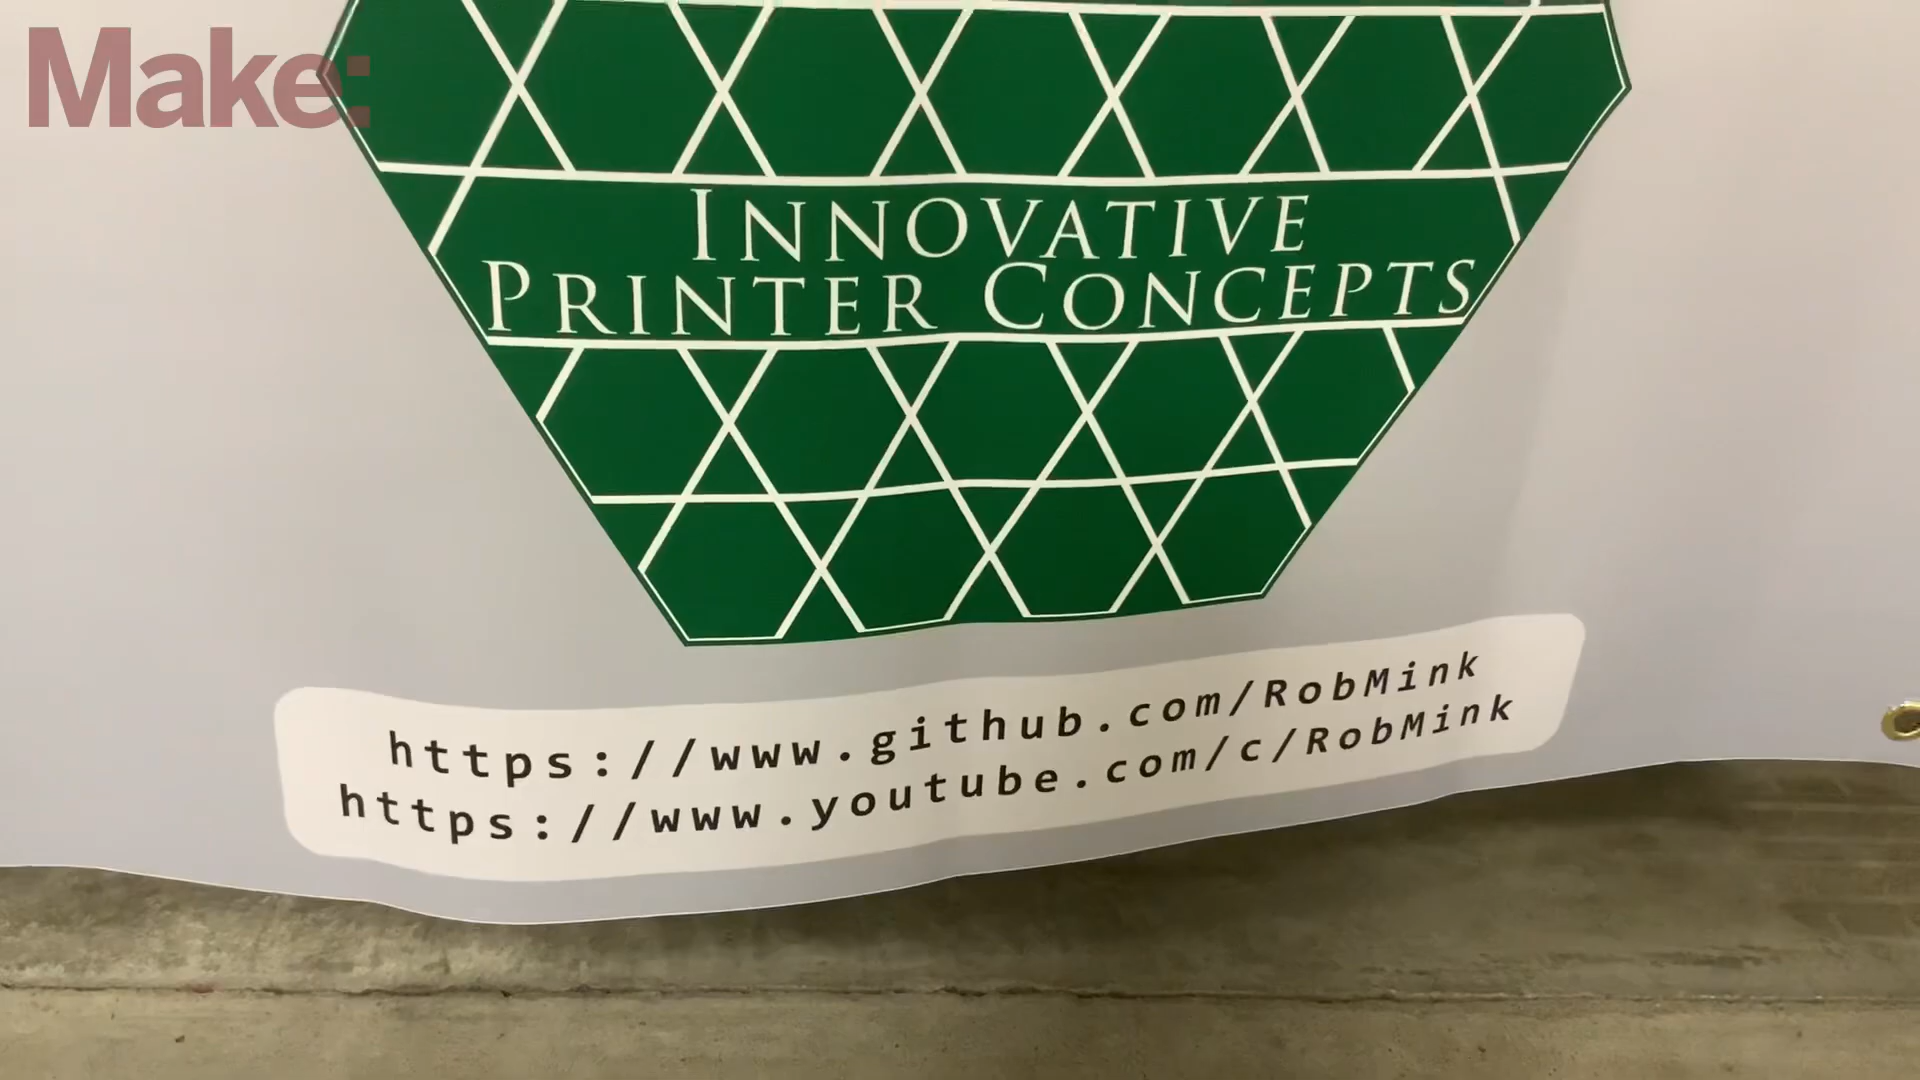 Make:
INNOVATIVE
PRINTER CONCEPTS
https://www.github.com/RobMink
https://www.youtube.com/c/RobMink